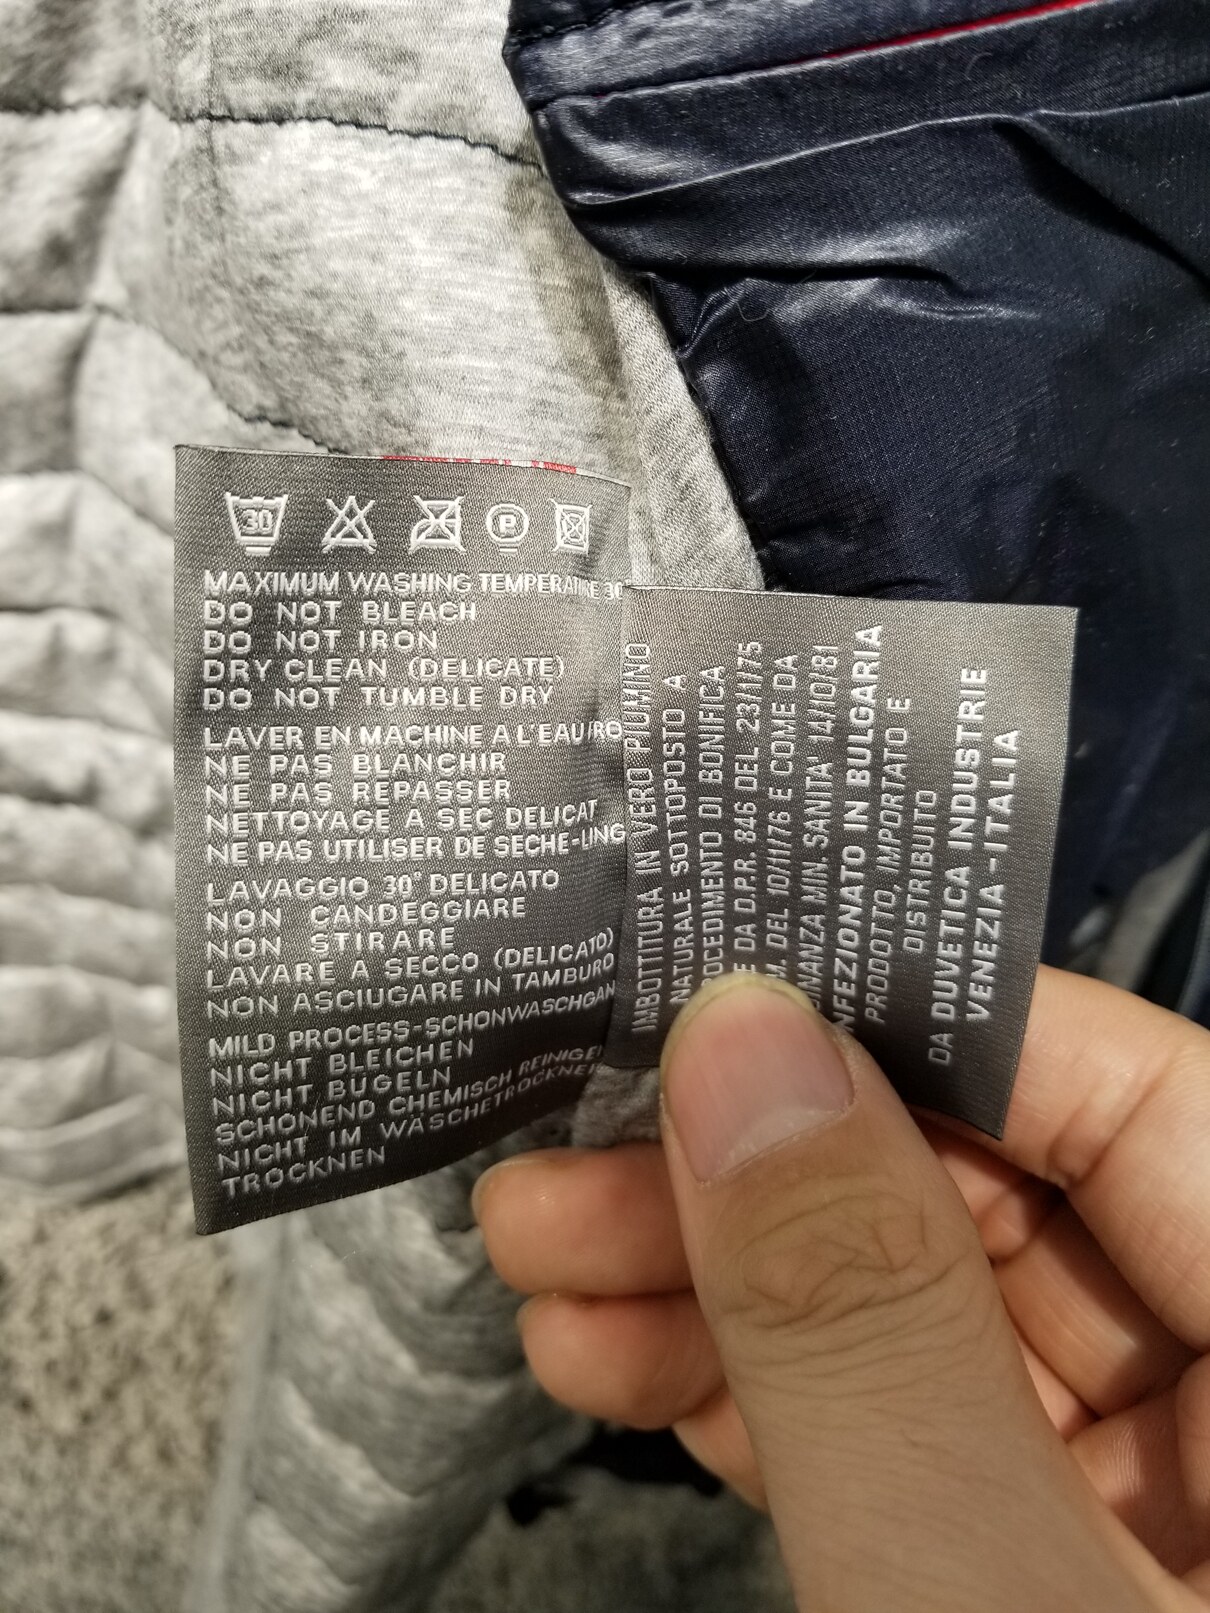 30
P
MAXIMUM WASHING TEMPERATURE 30
DO NOT BLEACH
DO NOT IRON
DRY CLEAN (DELICATE)
DO NOT TUMBLE DRY
LAVER EN MACHINE A L'EAU
NE PAS BLANCHIR
NE PAS REPASSER
NETTOYAGE A SEC DELICAT
NE PAS UTILISER DE SECHE-LING
LAVAGGIO 30° DELICATO
NON CANDEGGIARE
NON STIRARE
LAVARE A SECCO (DELICATO)
NON ASCIUGARE IN TAMBURO
MILD PROCESS-SCHONWASCHGAN
NICHT BLEICHEN
NICHT BUGELN
SCHONEND CHEMISCH REINIGEN
NICHT IM WASCHETROCKNER
TROCKNEN
IMBOTTITURA IN VERO PIUMINO
NATURALE SOTTOPOSTO A
OCEDIMENTO DI BONIFICA
E DA D.P.R. 846 DEL 23/11/75
M. DEL 10/11/76 E COME DA
INANZA MIN. SANITA' 14/10/81
NFEZIONATO IN BULGARIA
PRODOTTO, IMPORTATO E
DISTRIBUITO
DA DUVETICA INDUSTRIE
VENEZIA-ITALIA